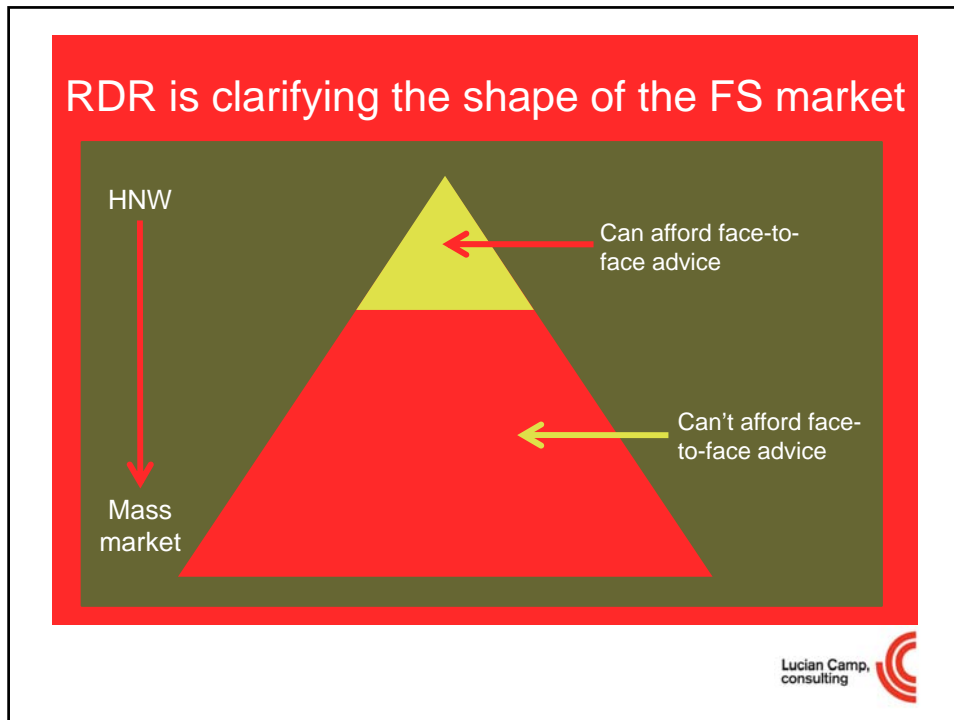 RDR is clarifying the shape of the FS market
HNW
Can afford face-to-
face advice
Can’t afford face-
to-face advice
Mass
market
Lucian Camp,
consulting